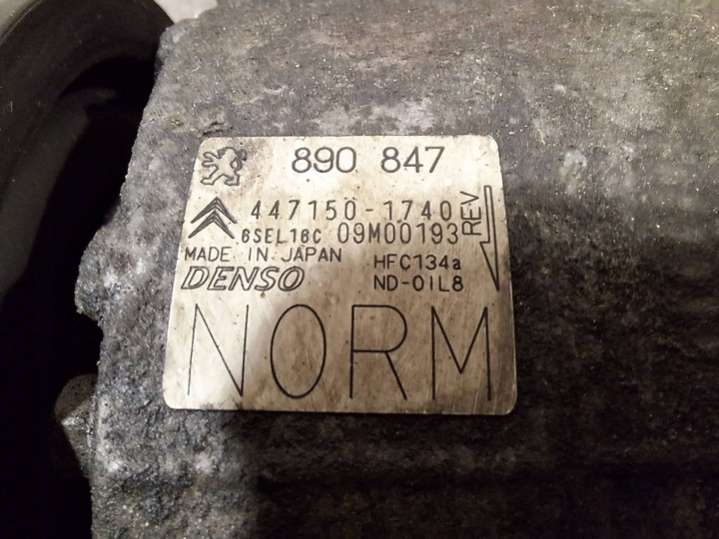 890 847
447150-1740
REV
6SEL16C 09M00193
MADE IN JAPAN HFC134a
DENSO ND-OIL8
NORM